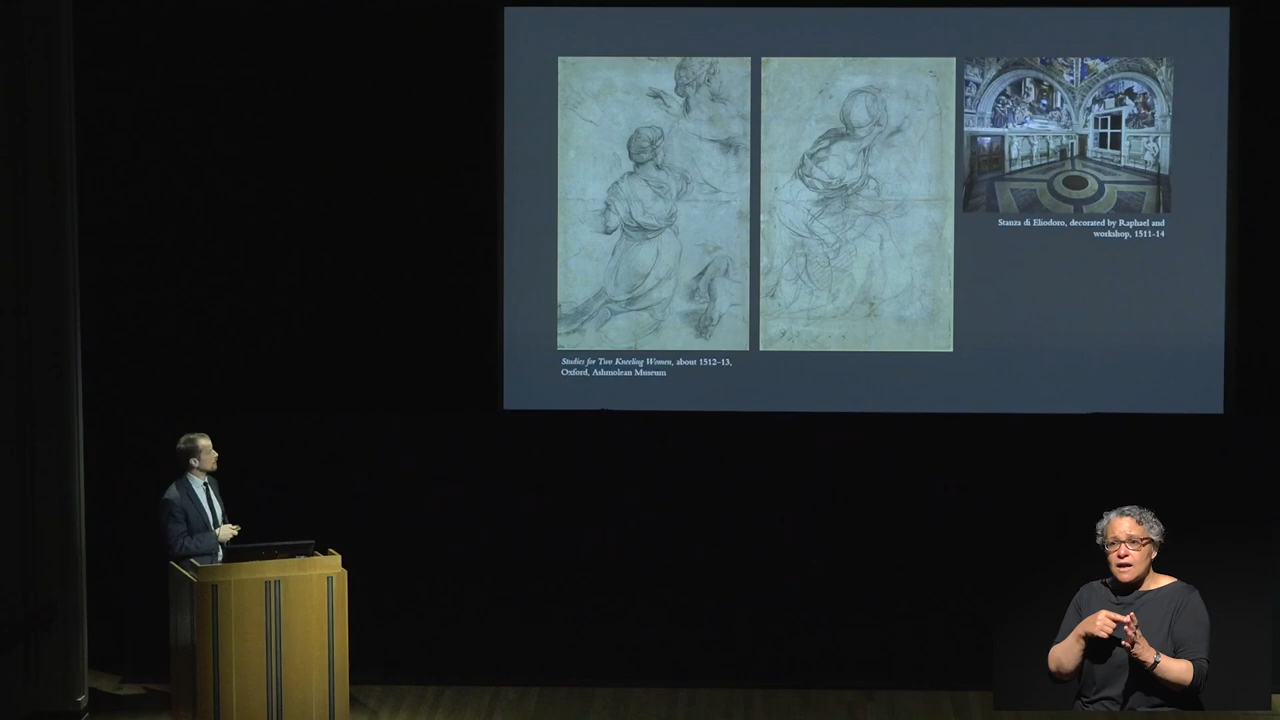 Stanza di Eliodoro, decorated by Raphael and
workshop, 1511-14
Studies for Two Kneeling Women, about 1512–13,
Oxford, Ashmolean Museum